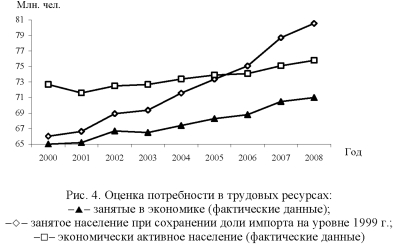 Млн. чел.
81
79
77
75
73
71
69
67
65
2000 2001 2002 2003 2004 2005 2006 2007 2008
Год
Рис. 4. Оценка потребности в трудовых ресурсах:
–▲– занятые в экономике (фактические данные);
–◇– занятое население при сохранении доли импорта на уровне 1999 г.;
–□– экономически активное население (фактические данные)